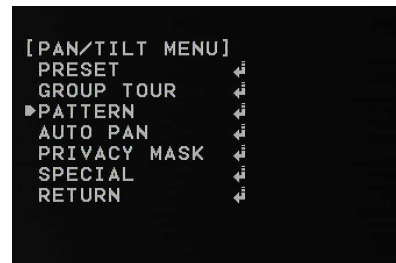 [PAN/TILT MENU]
PRESET ↲
GROUP TOUR ↲
▶PATTERN ↲
AUTO PAN ↲
PRIVACY MASK ↲
SPECIAL ↲
RETURN ↲